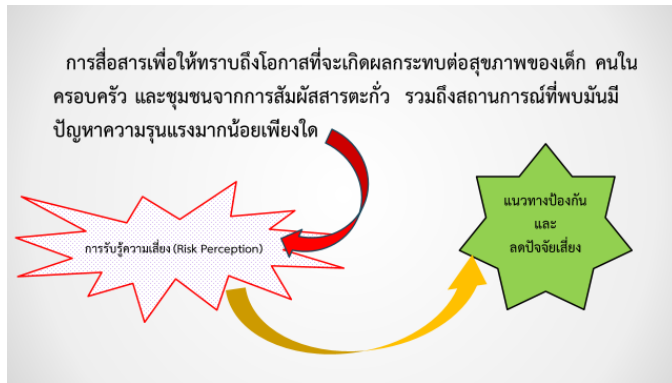 การสื่อสารเพื่อให้ทราบถึงโอกาสที่จะเกิดผลกระทบต่อสุขภาพของเด็ก คนใน
ครอบครัว และชุมชนจากการสัมผัสสารตะกั่ว รวมถึงสถานการณ์ที่พบมันมี
ปัญหาความรุนแรงมากน้อยเพียงใด
แนวทางป้องกัน
และ
ลดปัจจัยเสี่ยง
การรับรู้ความเสี่ยง (Risk Perception)